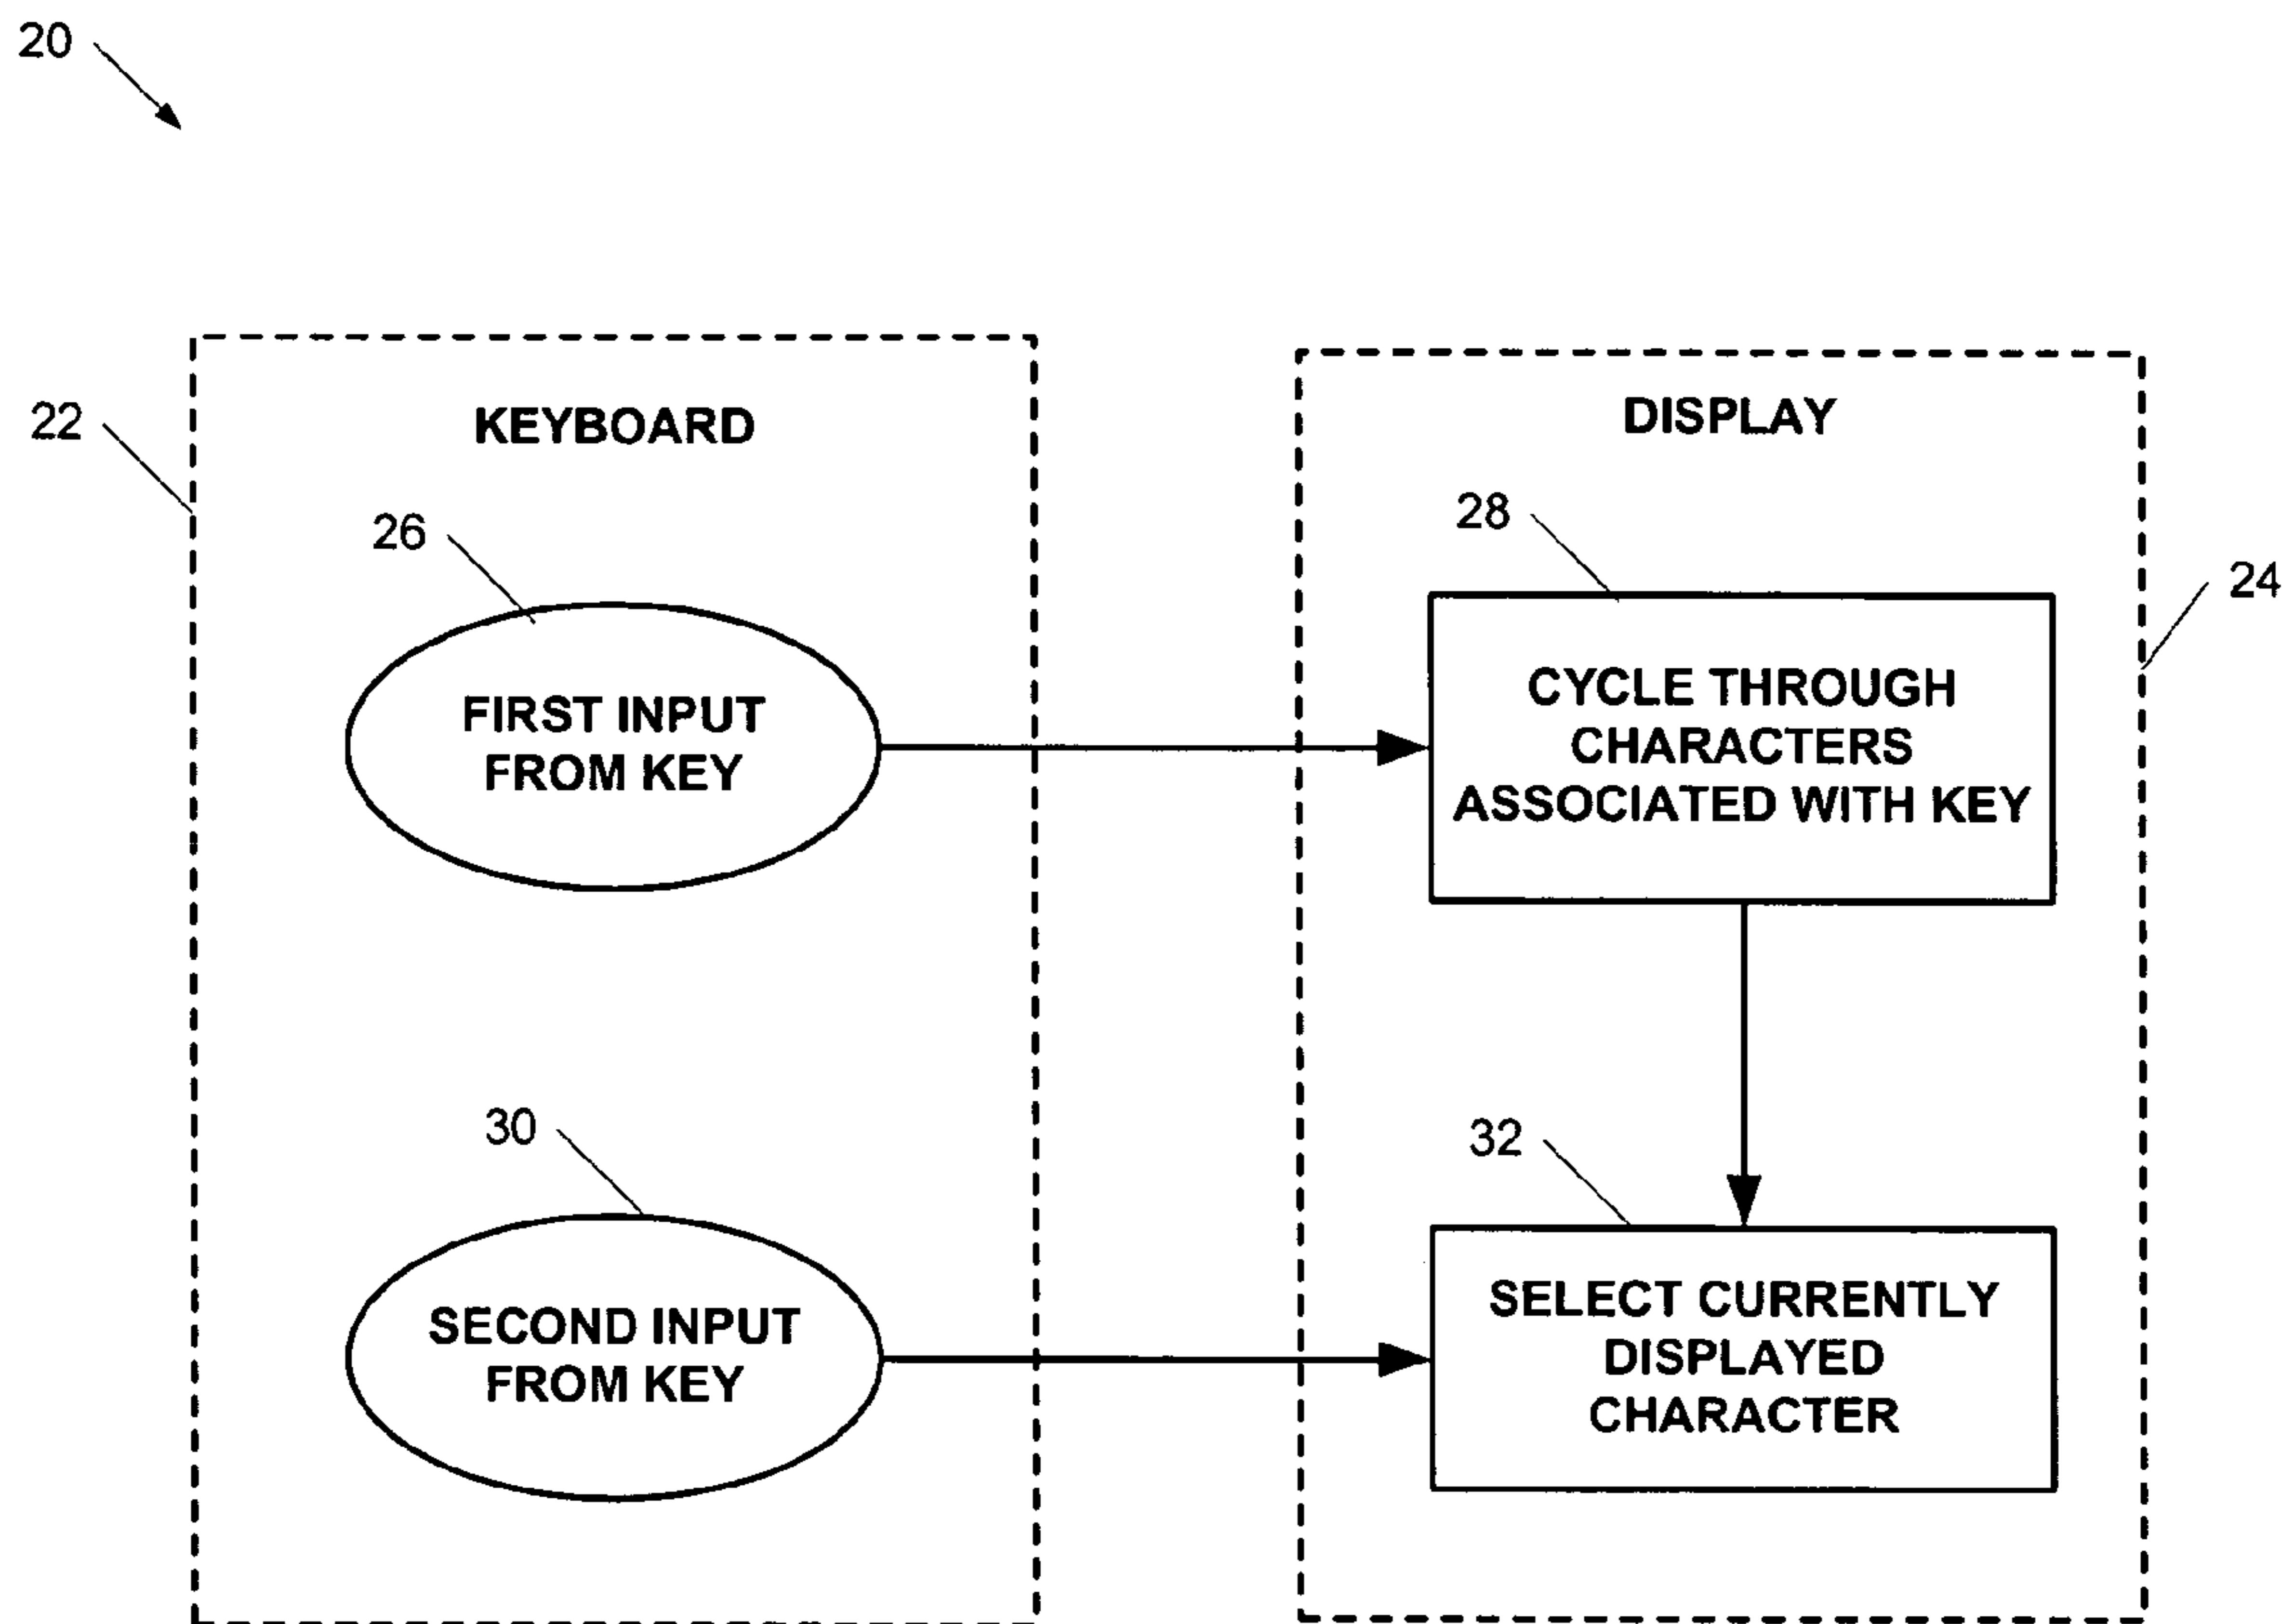 20
22
KEYBOARD
26
FIRST INPUT
FROM KEY
30
SECOND INPUT
FROM KEY
DISPLAY
28
24
CYCLE THROUGH
CHARACTERS
ASSOCIATED WITH KEY
32
SELECT CURRENTLY
DISPLAYED
CHARACTER